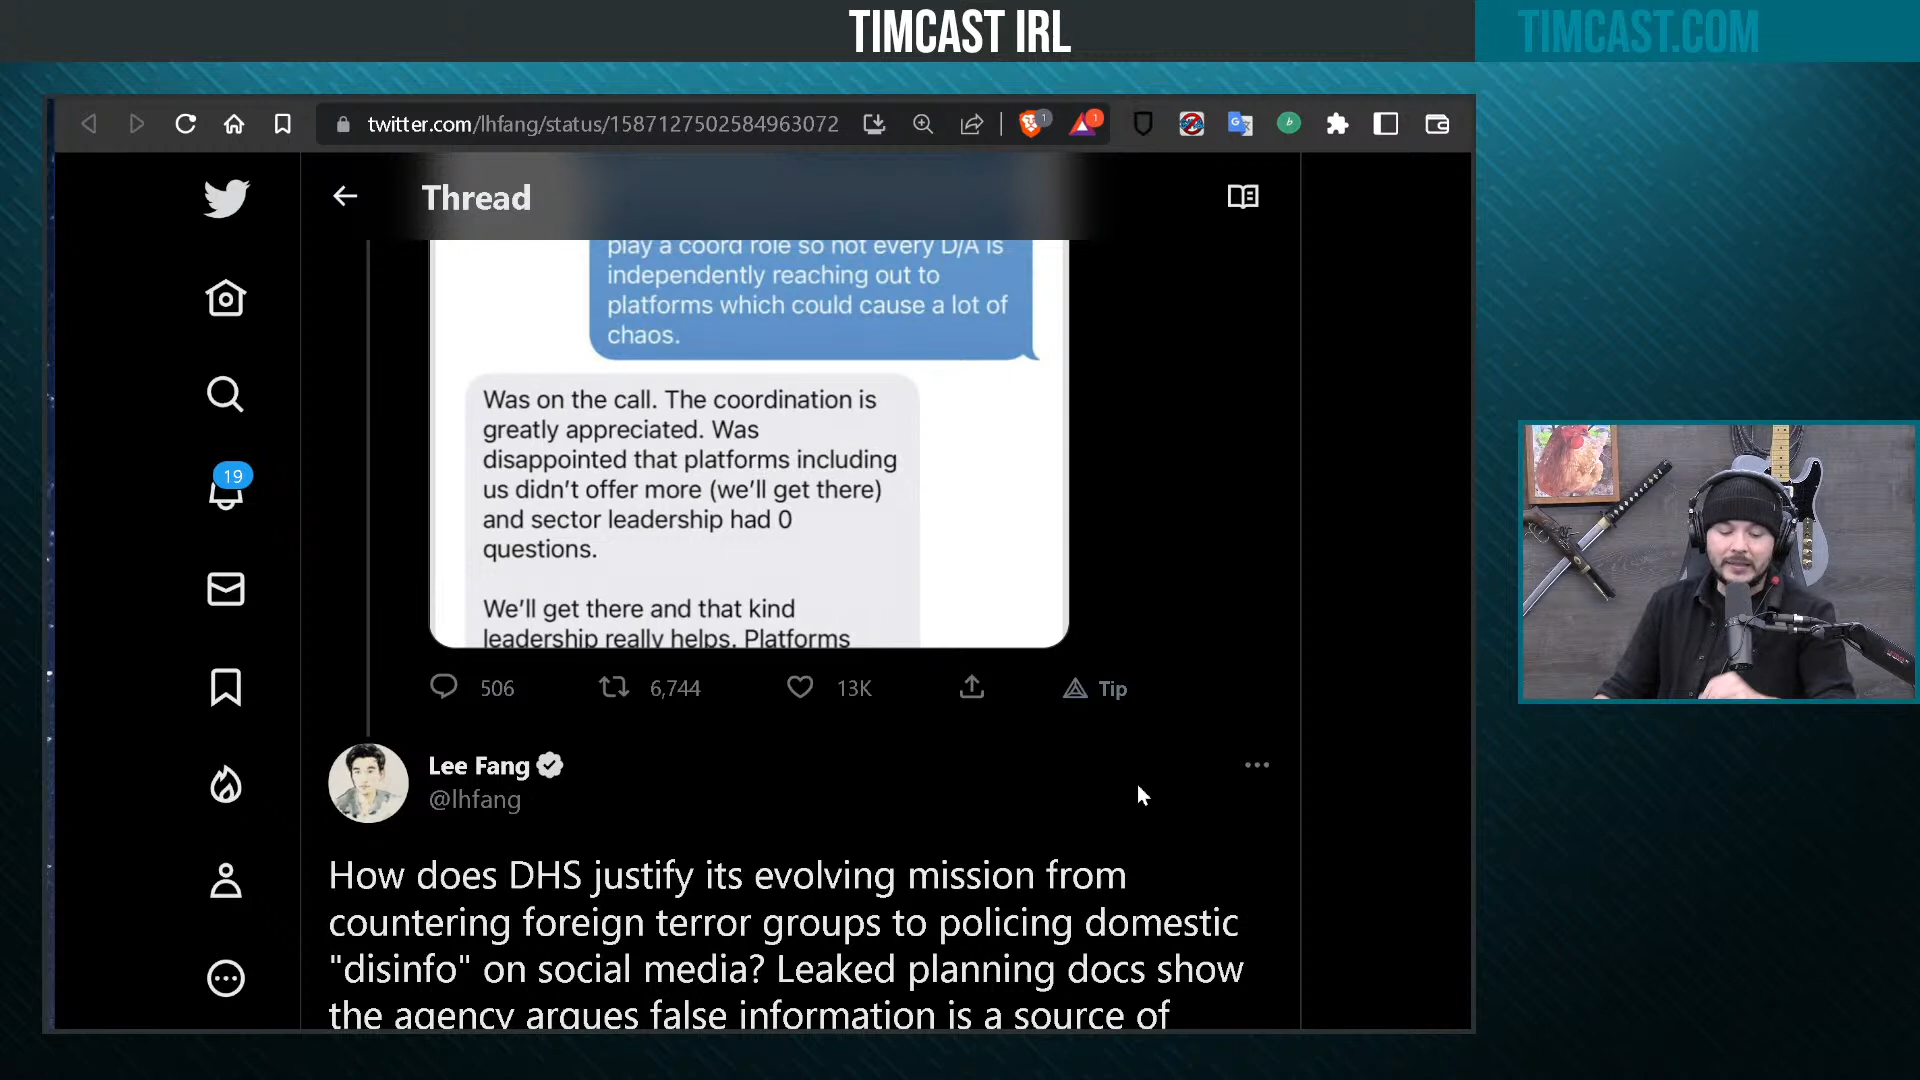 TIMCAST IRL
TIMCAST.COM
twitter.com/lhfang/status/1587127502584963072
1
1
b
Thread
play a coord role so not every D/A is
independently reaching out to
platforms which could cause a lot of
chaos.
Was on the call. The coordination is
greatly appreciated. Was
disappointed that platforms including
us didn't offer more (we'll get there)
and sector leadership had 0
questions.
We'll get there and that kind
leadership really helps. Platforms
19
506
6,744
13K
Tip
Lee Fang
@lhfang
How does DHS justify its evolving mission from
countering foreign terror groups to policing domestic
"disinfo" on social media? Leaked planning docs show
the agency argues false information is a source of